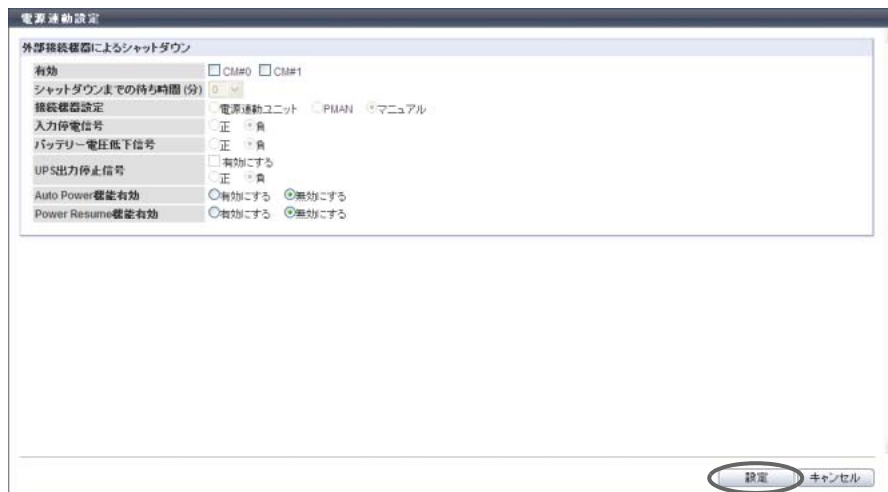 電源連動設定
外部接続機器によるシャットダウン
有効 CM#0 CM#1
シャットダウンまでの待ち時間 (分) 0
接続機器設定 電源連動ユニット PMAN マニュアル
入力停電信号 正 負
バッテリー電圧低下信号 正 負
UPS出力停止信号 有効にする
正 負
Auto Power機能有効 有効にする 無効にする
Power Resume機能有効 有効にする 無効にする
設定 キャンセル